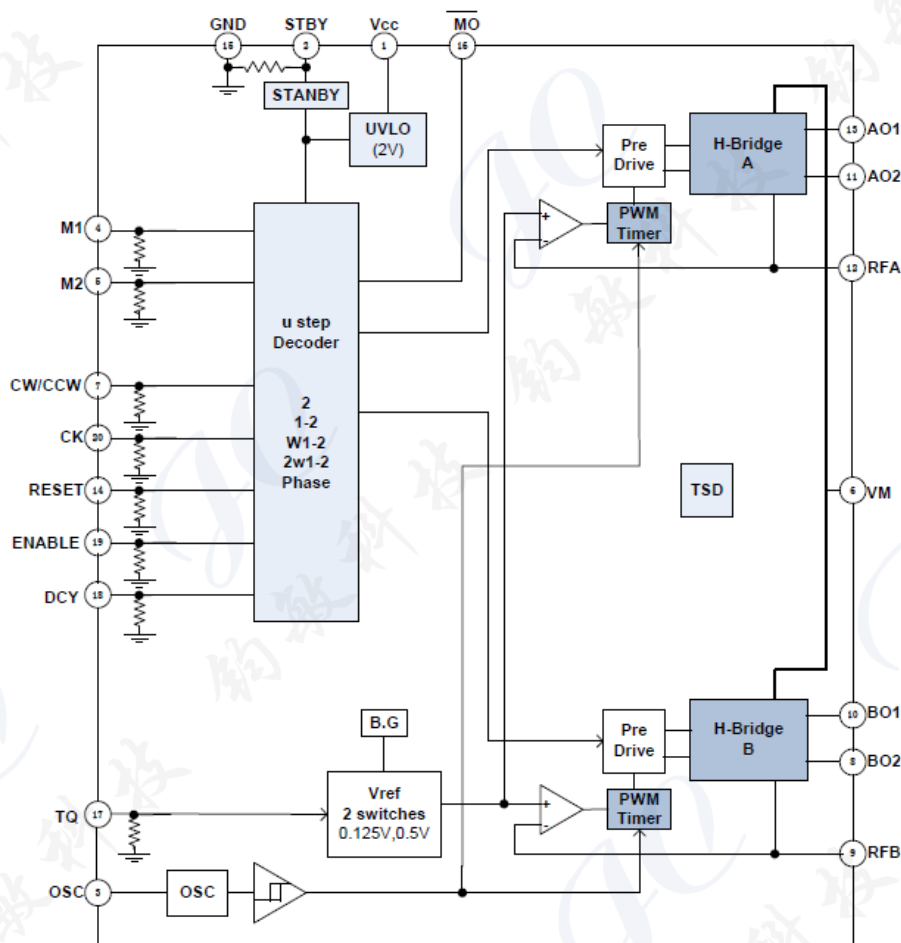 GND STBY Vcc MO
15 2 1 16
STANBY
UVLO
(2V)
Pre
Drive
H-Bridge
A
13 AO1
11 AO2
PWM
Timer
+
-
12 RFA
M1 4
M2 5
u step
Decoder
2
1-2
W1-2
2w1-2
Phase
CW/CCW 7
CK 20
RESET 14
ENABLE 19
DCY 18
TSD
6 VM
B.G
Pre
Drive
H-Bridge
B
10 BO1
8 BO2
TQ 17
Vref
2 switches
0.125V,0.5V
+
-
PWM
Timer
9 RFB
OSC 3
OSC